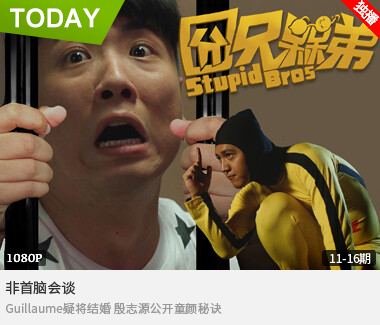 TODAY
独播
囧兄槑弟
Stupid Bros
1080P
11-16期
非首脑会谈
Guillaume疑将结婚 殷志源公开童颜秘诀